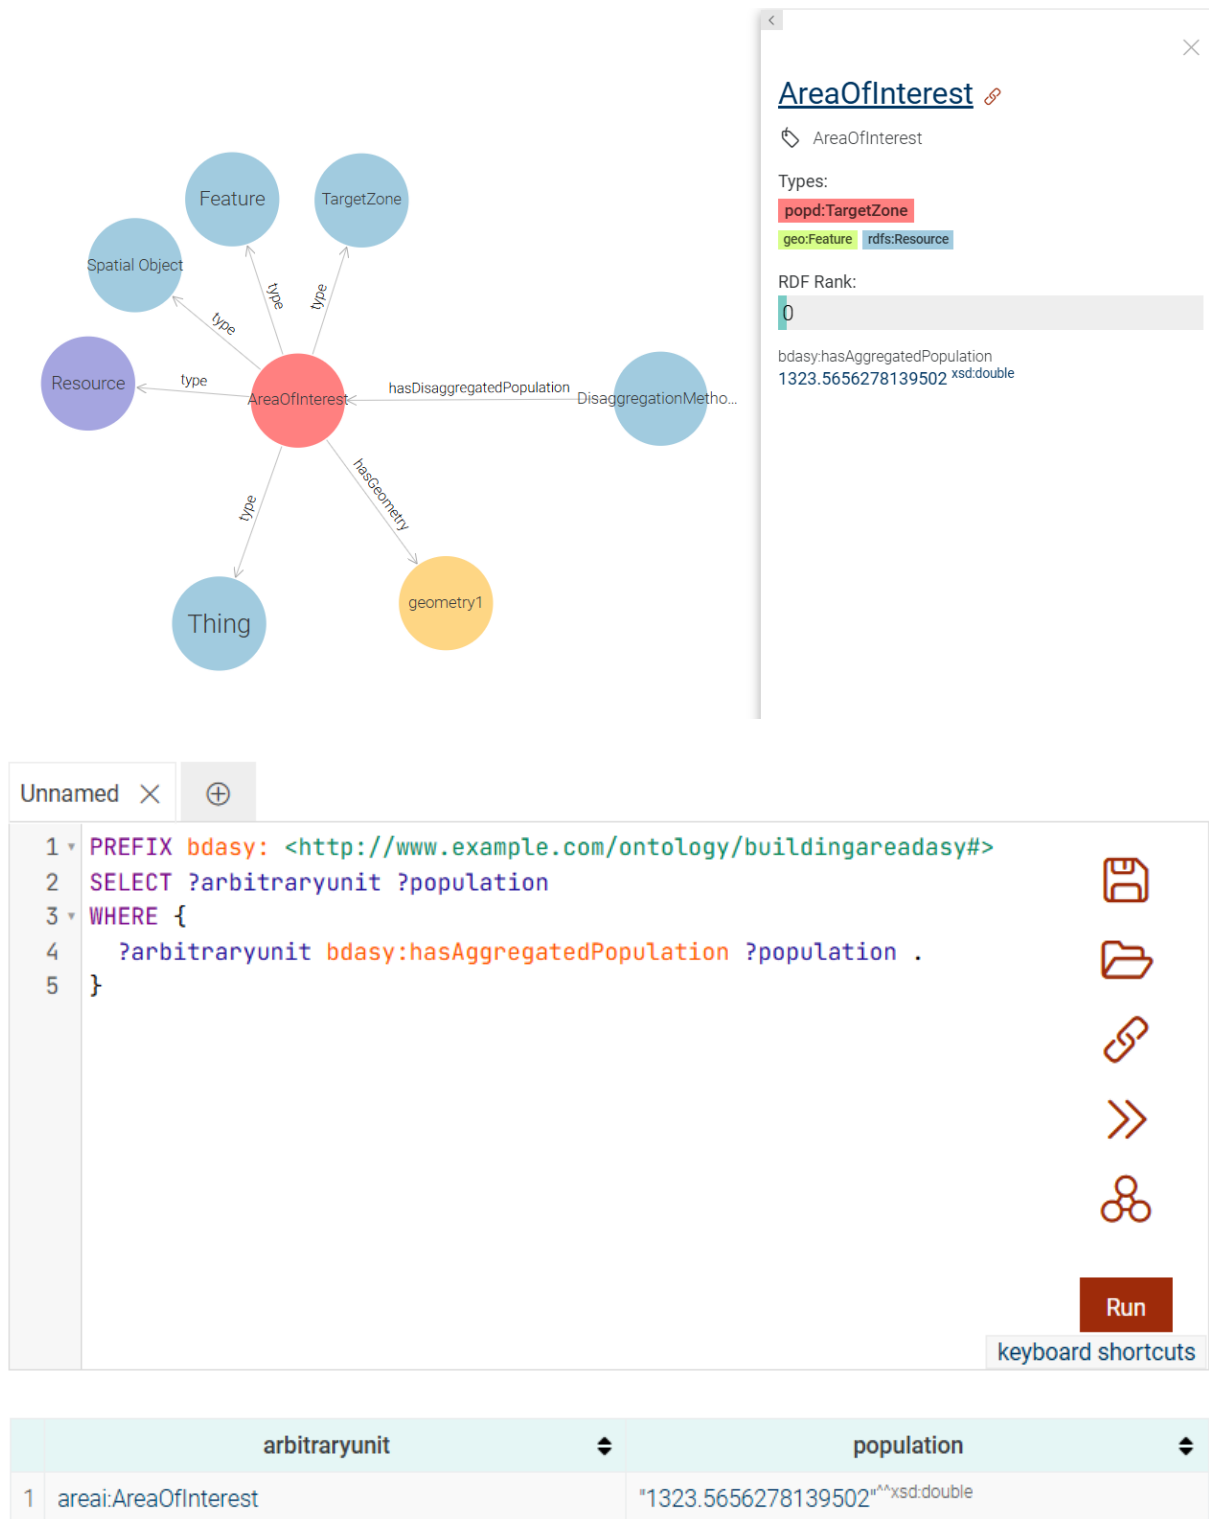 AreaOfInterest
AreaOfInterest
Types:
popd:TargetZone
geo:Feature rdfs:Resource
RDF Rank:
0
bdasy:hasAggregatedPopulation
1323.5656278139502 xsd:double
Feature
TargetZone
Spatial Object
type
type
type
Resource
type
AreaOfInterest
hasDisaggregatedPopulation
DisaggregationMetho...
hasGeometry
type
geometry1
Thing
Unnamed
1 PREFIX bdasy: <http://www.example.com/ontology/buildingareadasy#>
2 SELECT ?arbitraryunit ?population
3 WHERE {
4 ?arbitraryunit bdasy:hasAggregatedPopulation ?population .
5 }
Run
keyboard shortcuts
arbitraryunit population
1 areai:AreaOfInterest "1323.5656278139502"^^xsd:double